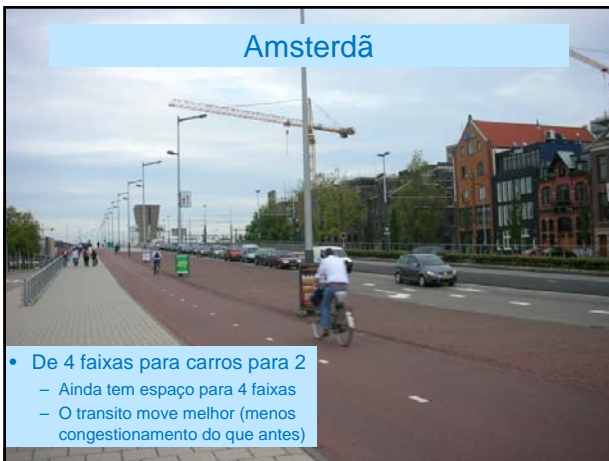 Amsterdã
• De 4 faixas para carros para 2
– Ainda tem espaço para 4 faixas
– O transito move melhor (menos
congestionamento do que antes)